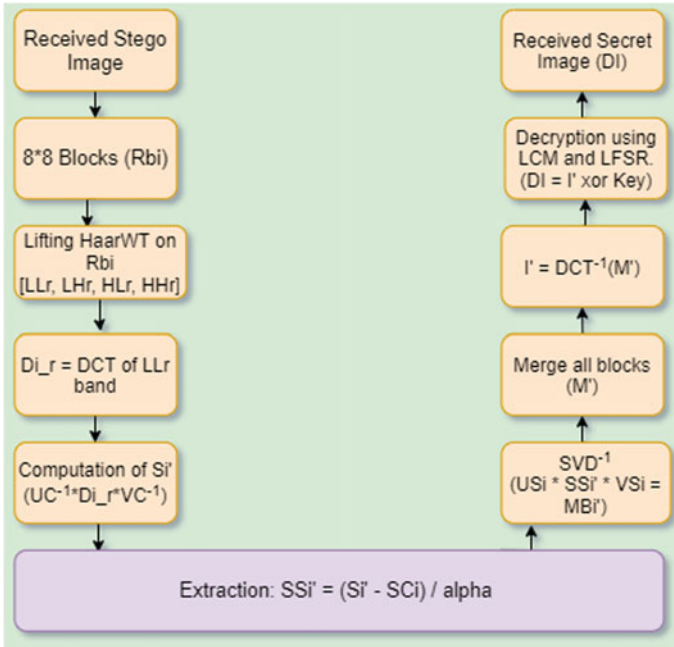 Received Stego
Image
8*8 Blocks (Rbi)
Lifting HaarWT on
Rbi
[LLr, LHr, HLr, HHr]
Di_r = DCT of LLr
band
Computation of Si'
(UC⁻¹*Di_r*VC⁻¹)
Extraction: SSi' = (Si' - SCi) / alpha
SVD⁻¹
(USi * SSi' * VSi =
MBi')
Merge all blocks
(M')
I' = DCT⁻¹(M')
Decryption using
LCM and LFSR.
(DI = I' xor Key)
Received Secret
Image (DI)